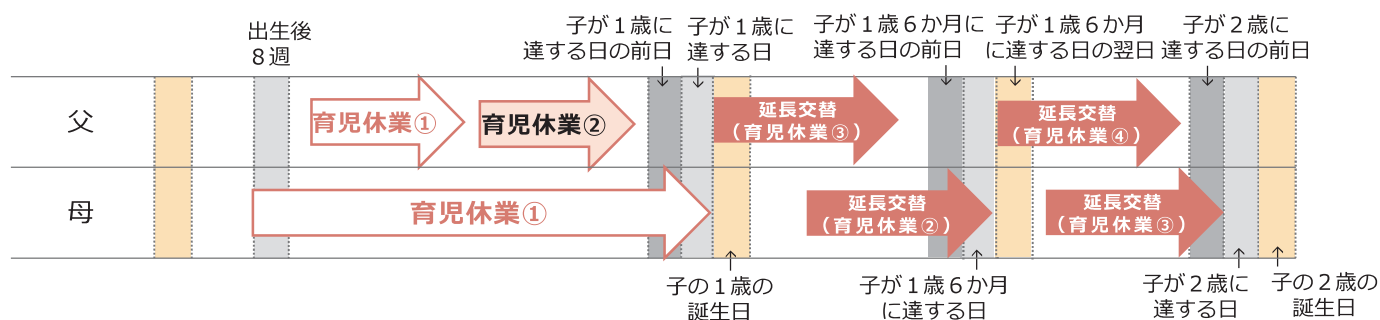 出生後
8週
子が1歳に
達する日の前日
子が1歳に
達する日
子が1歳6か月に
達する日の前日
子が1歳6か月
に達する日の翌日
子が2歳に
達する日の前日
父
育児休業①
育児休業②
延長交替
(育児休業③)
延長交替
(育児休業④)
母
育児休業①
延長交替
(育児休業②)
延長交替
(育児休業③)
子の1歳の
誕生日
子が1歳6か月
に達する日
子が2歳に
達する日
子の2歳の
誕生日